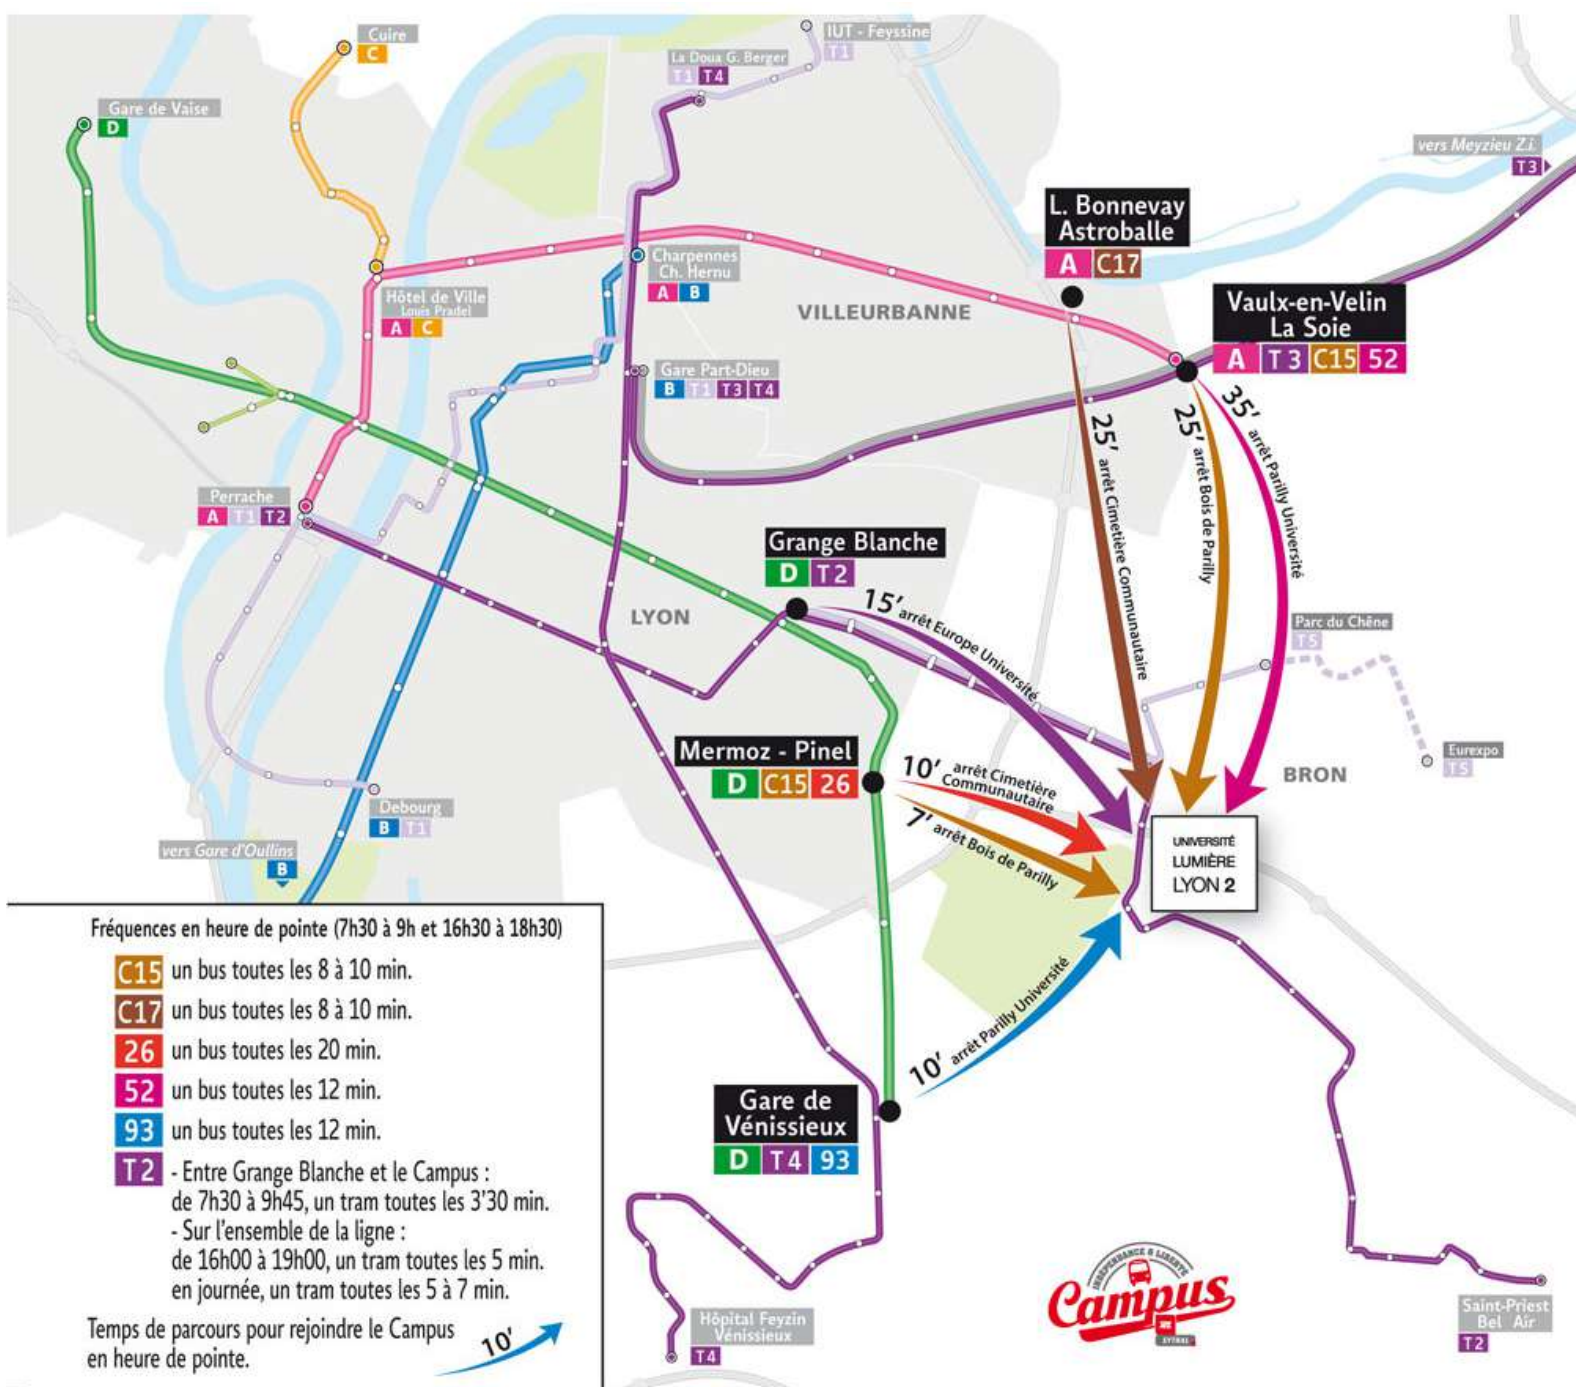 Cuire
C
IUT - Feyssine
T1
La Doua G. Berger
T1 T4
Gare de Vaise
D
vers Meyzieu Z.i.
T3
L. Bonnevay
Astroballe
A C17
Charpennes
Ch. Hernu
A B
Hôtel de Ville
Louis Pradel
A C
VILLEURBANNE
Vaulx-en-Velin
La Soie
A T3 C15 52
Gare Part-Dieu
B T1 T3 T4
35' arrêt Parilly Université
25' arrêt Bois de Parilly
25' arrêt Cimetière Communautaire
Perrache
A T1 T2
Grange Blanche
D T2
15' arrêt Europe Université
LYON
Parc du Chêne
T5
Mermoz - Pinel
D C15 26
10' arrêt Cimetière
Communautaire
7' arrêt Bois de Parilly
Eurexpo
T5
BRON
Debourg
B T1
vers Gare d'Oullins
B
UNIVERSITÉ
LUMIÈRE
LYON 2
10' arrêt Parilly Université
Gare de
Vénissieux
D T4 93
Fréquences en heure de pointe (7h30 à 9h et 16h30 à 18h30)
C15 un bus toutes les 8 à 10 min.
C17 un bus toutes les 8 à 10 min.
26 un bus toutes les 20 min.
52 un bus toutes les 12 min.
93 un bus toutes les 12 min.
T2 - Entre Grange Blanche et le Campus :
de 7h30 à 9h45, un tram toutes les 3'30 min.
- Sur l'ensemble de la ligne :
de 16h00 à 19h00, un tram toutes les 5 min.
en journée, un tram toutes les 5 à 7 min.
Temps de parcours pour rejoindre le Campus
en heure de pointe.
10'
Hôpital Feyzin
Vénissieux
T4
INDEPENDANCE & LIBERTÉ
Campus
SYTRAL
Saint-Priest
Bel Air
T2